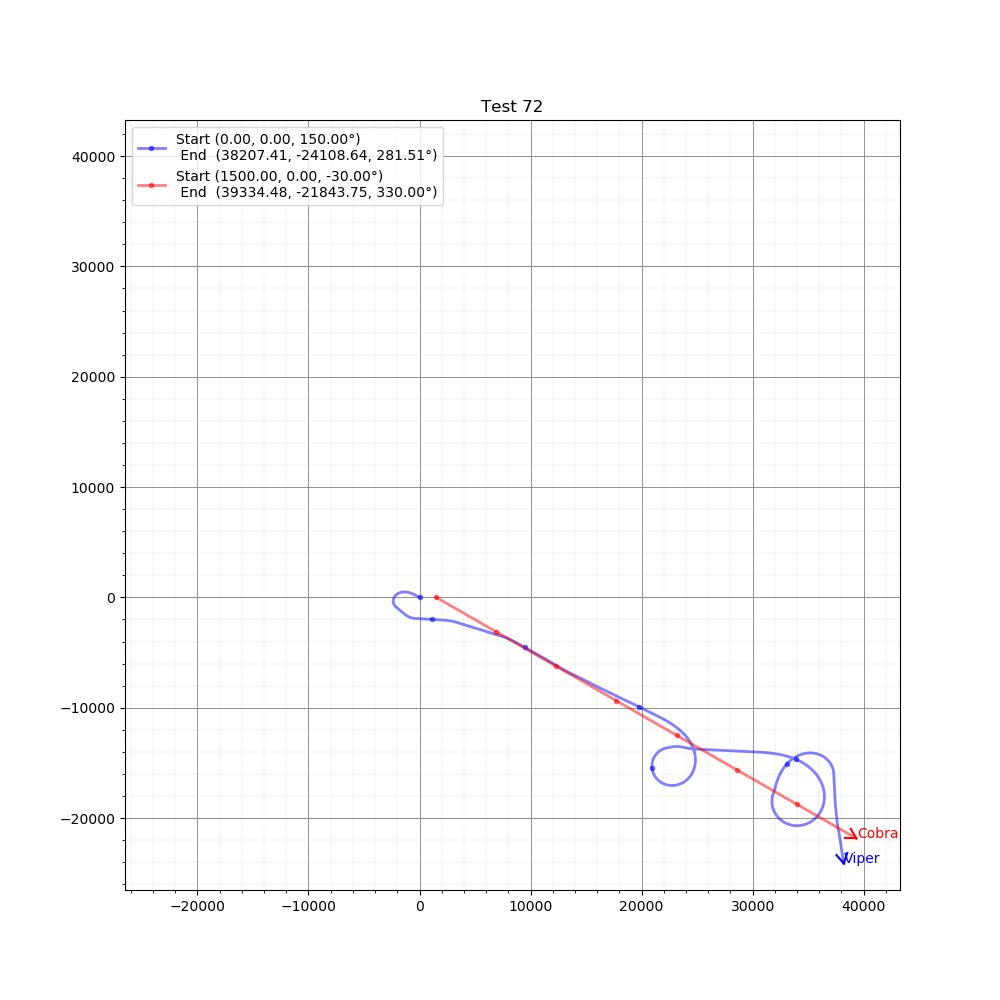 Test 72
Start (0.00, 0.00, 150.00°)
End (38207.41, -24108.64, 281.51°)
Start (1500.00, 0.00, -30.00°)
End (39334.48, -21843.75, 330.00°)
40000
30000
20000
10000
0
−10000
−20000
Cobra
Viper
−20000 −10000 0 10000 20000 30000 40000